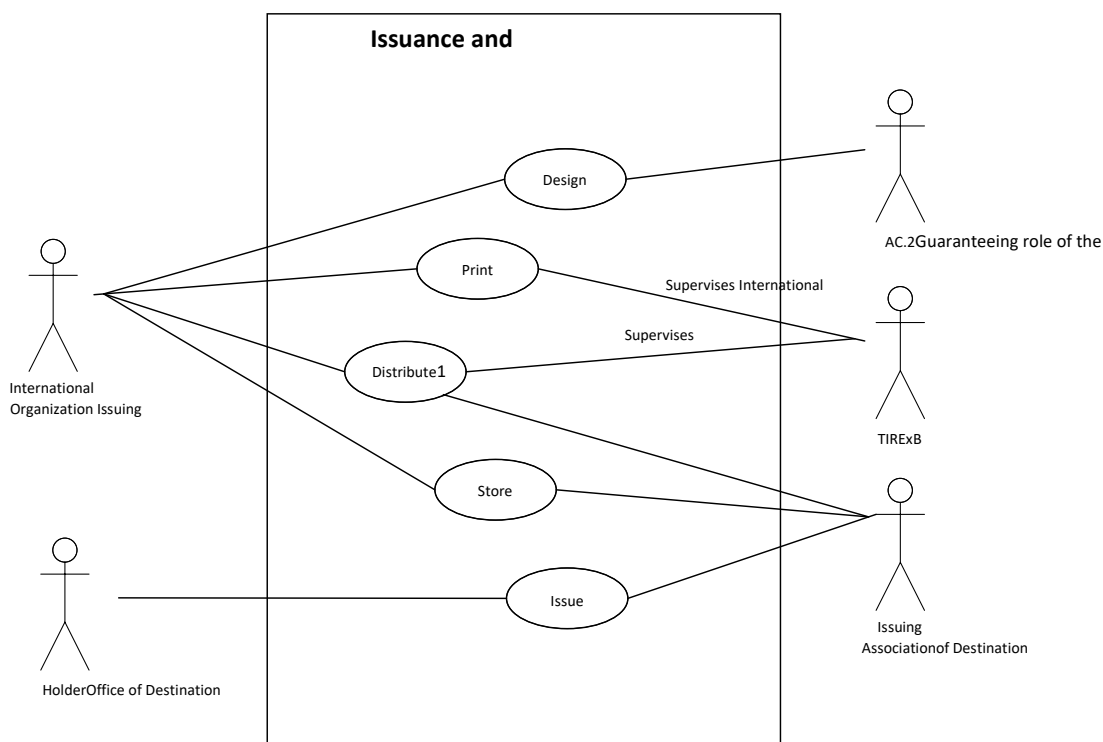 Issuance and
Design
AC.2Guaranteeing role of the
Print
Supervises International
Supervises
Distribute1
International
Organization Issuing
TIRExB
Store
Issue
Issuing
Associationof Destination
HolderOffice of Destination